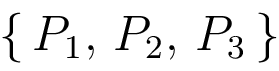 { P₁, P₂, P₃ }